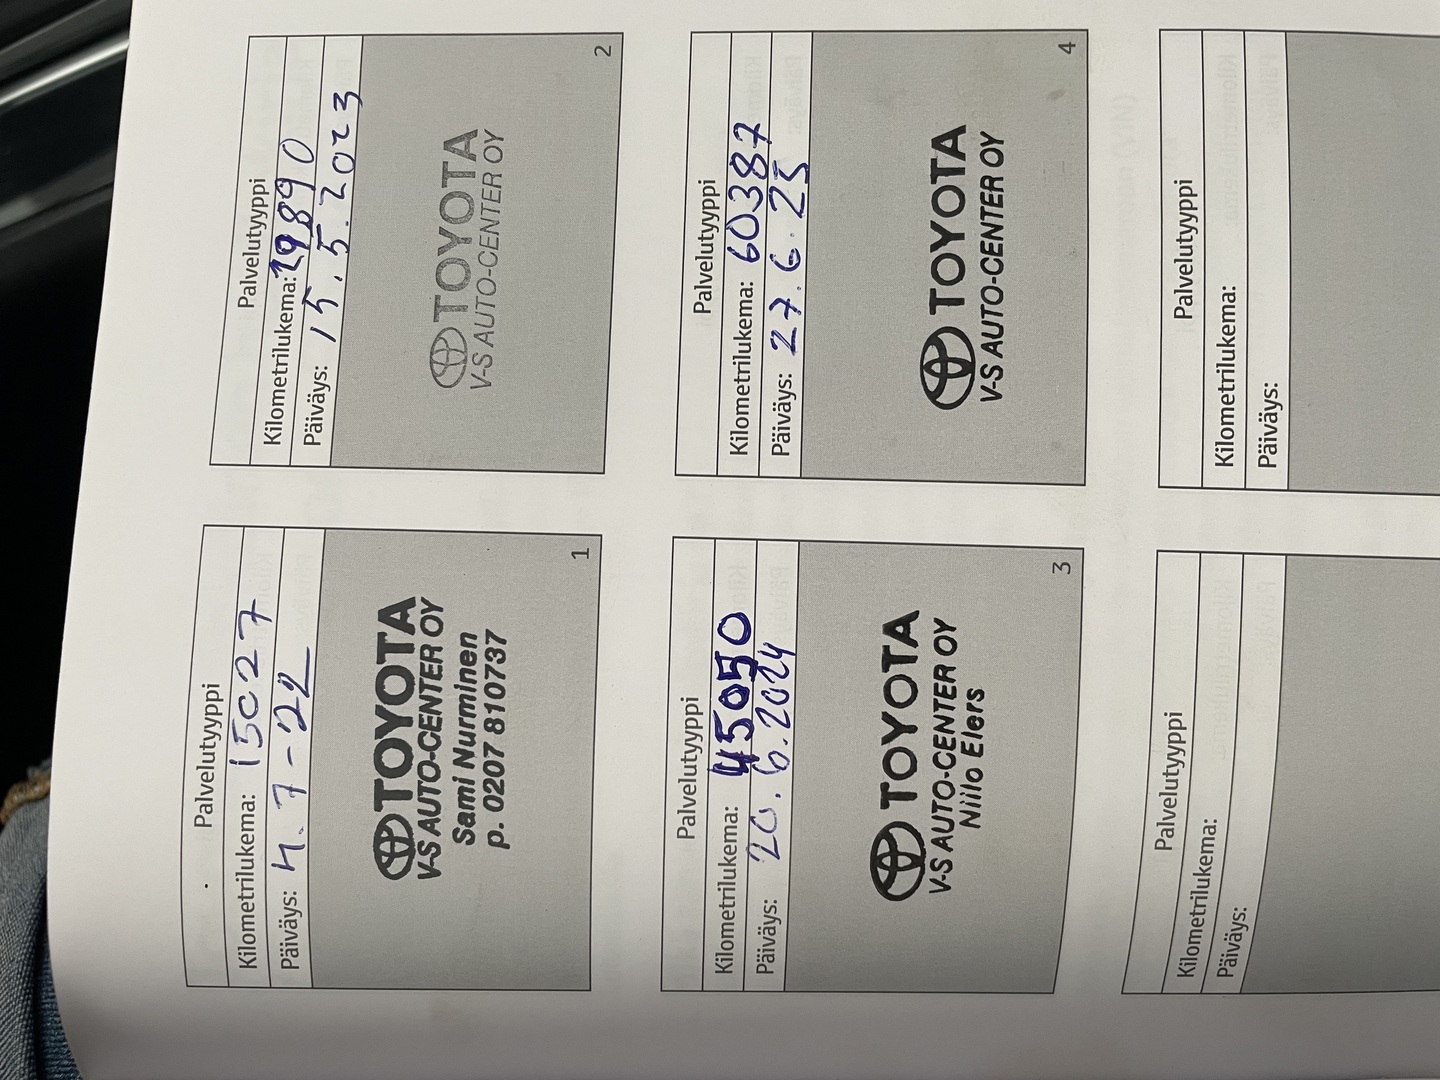 Palvelutyyppi
Kilometrilukema: 15027
Päiväys: 4.7-22
TOYOTA
V-S AUTO-CENTER OY
Sami Nurminen
p. 0207 810737
1
Palvelutyyppi
Kilometrilukema: 29890
Päiväys: 15.5.2023
TOYOTA
V-S AUTO-CENTER OY
2
Palvelutyyppi
Kilometrilukema: 45050
Päiväys: 20.6.2024
TOYOTA
V-S AUTO-CENTER OY
Niilo Elers
3
Palvelutyyppi
Kilometrilukema: 60387
Päiväys: 27.6.25
TOYOTA
V-S AUTO-CENTER OY
4
Palvelutyyppi
Kilometrilukema:
Päiväys:
Palvelutyyppi
Kilometrilukema:
Päiväys: